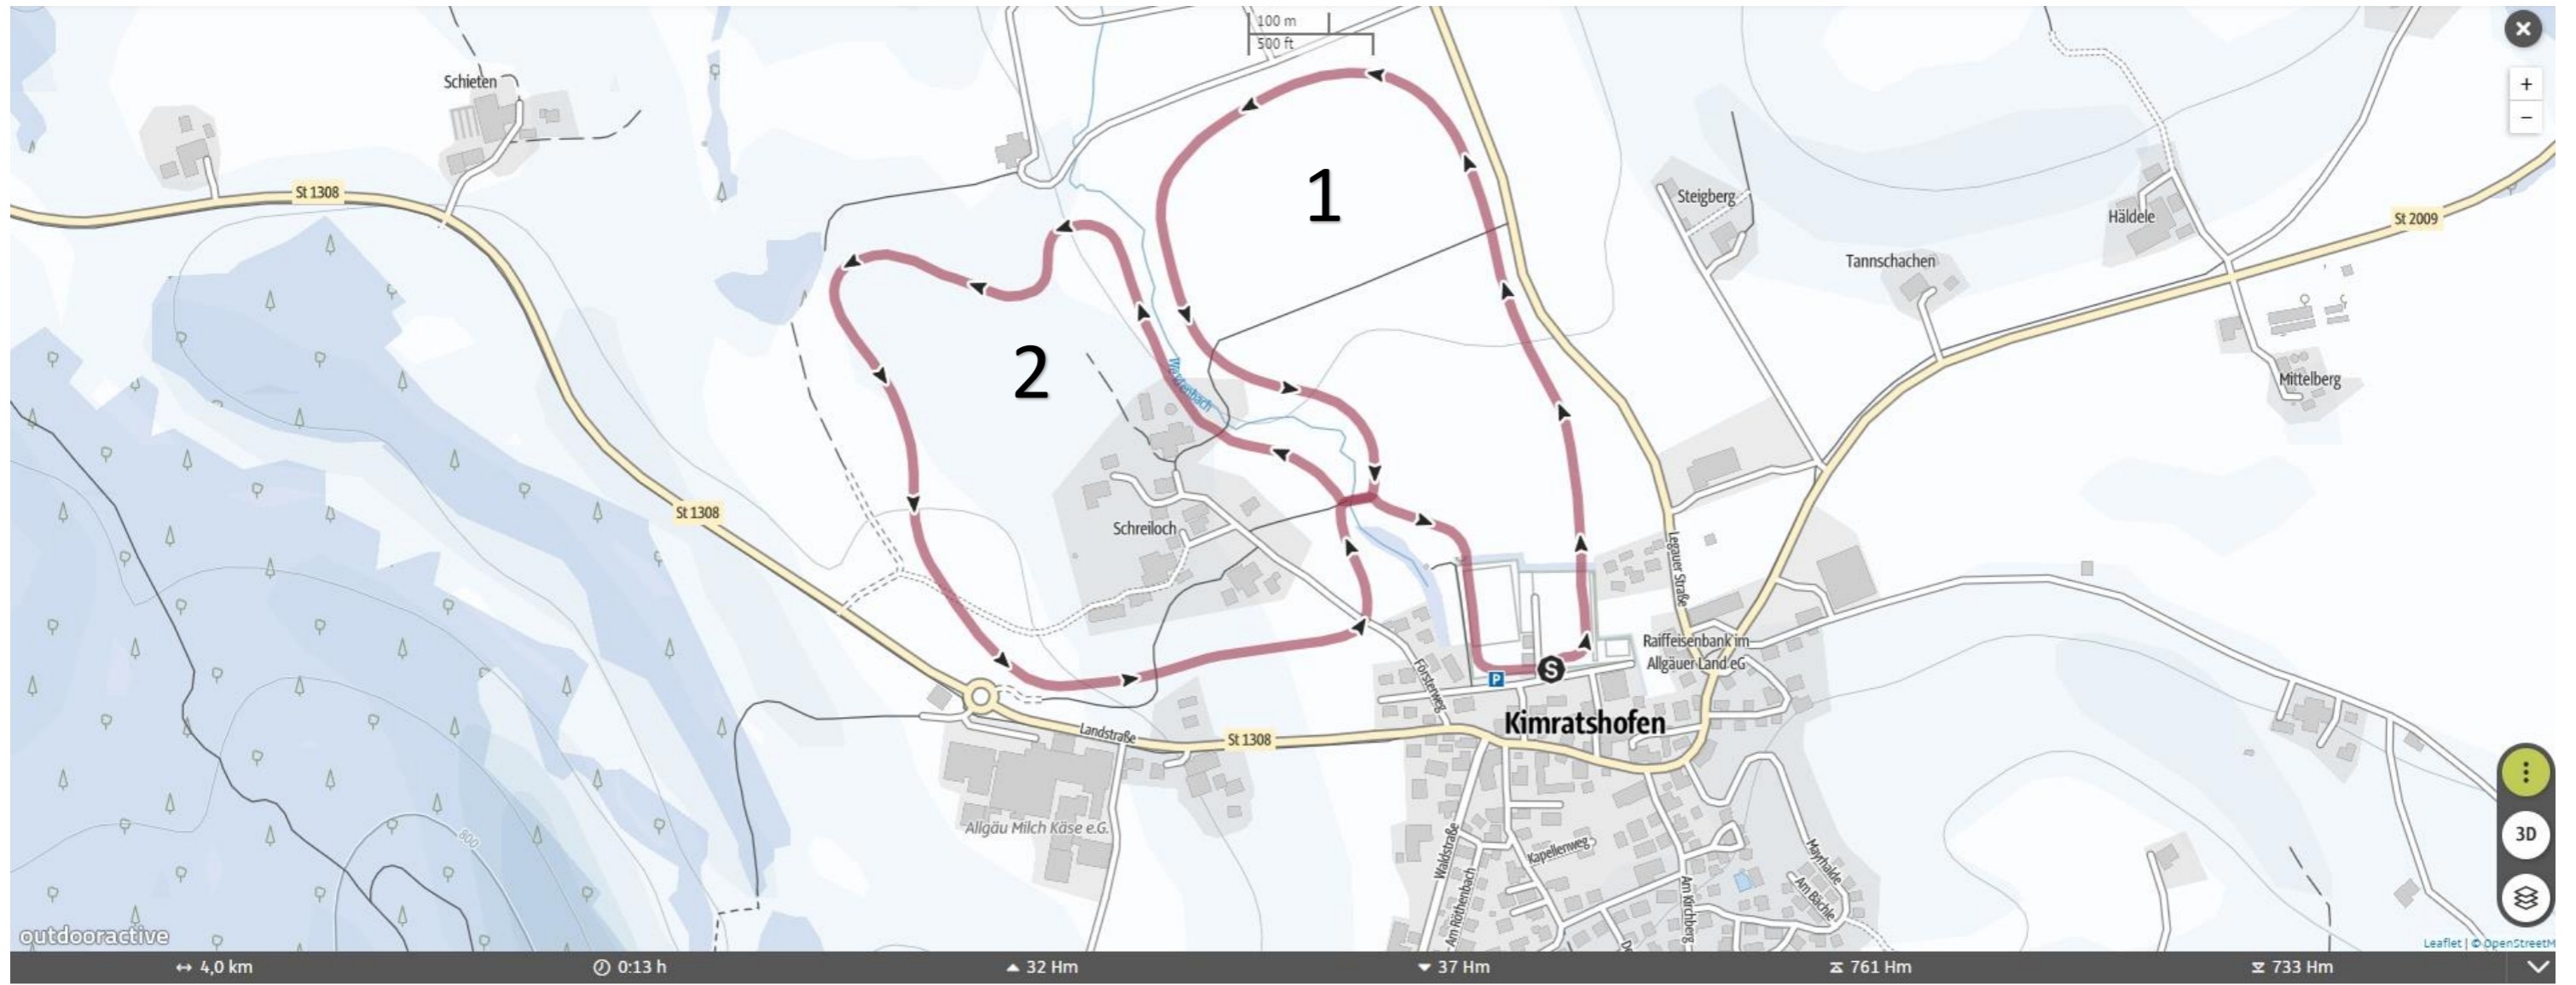 100 m
500 ft
Schieten
1
St 1308
Steigberg
Häldele
St 2009
Tannschachen
2
Waxtenbach
Mittelberg
St 1308
Schreiloch
Legauer Straße
Raiffeisenbank im
Allgäuer Land eG
S
P
Försterweg
Kimratshofen
Landstraße
St 1308
Allgäu Milch Käse e.G.
800
Waldstraße
Kapellenweg
Mayrhalde
Am Bächle
Am Röthenbach
Am Kirchberg
3D
outdooractive
Leaflet | © OpenStreetM
4,0 km
0:13 h
32 Hm
37 Hm
761 Hm
733 Hm